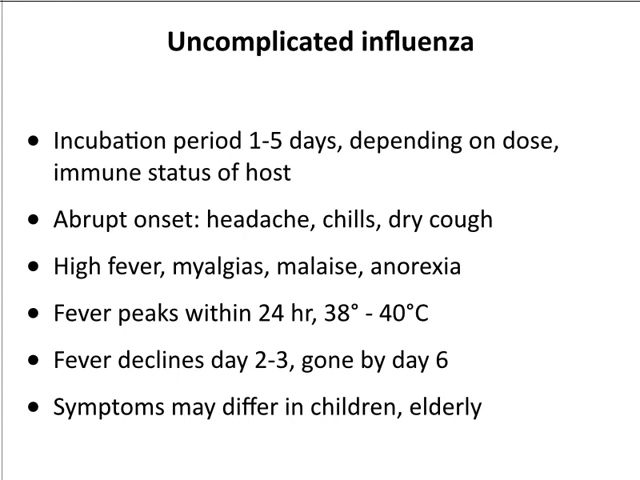 Uncomplicated influenza
• Incubation period 1-5 days, depending on dose,
immune status of host
• Abrupt onset: headache, chills, dry cough
• High fever, myalgias, malaise, anorexia
• Fever peaks within 24 hr, 38° - 40°C
• Fever declines day 2-3, gone by day 6
• Symptoms may differ in children, elderly